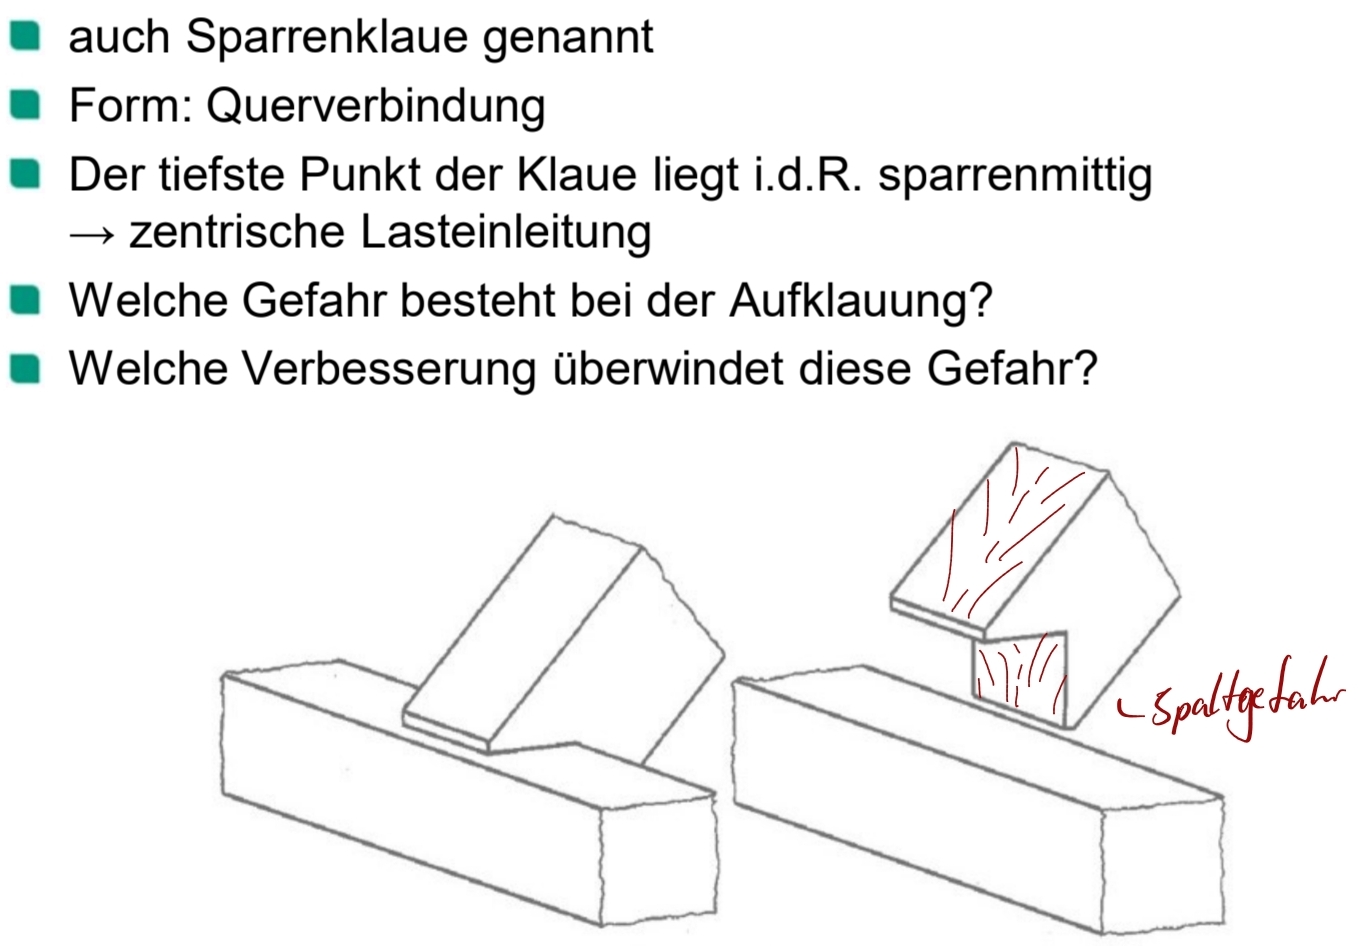 auch Sparrenklaue genannt
Form: Querverbindung
Der tiefste Punkt der Klaue liegt i.d.R. sparrenmittig
→ zentrische Lasteinleitung
Welche Gefahr besteht bei der Aufklauung?
Welche Verbesserung überwindet diese Gefahr?
Spaltgefahr